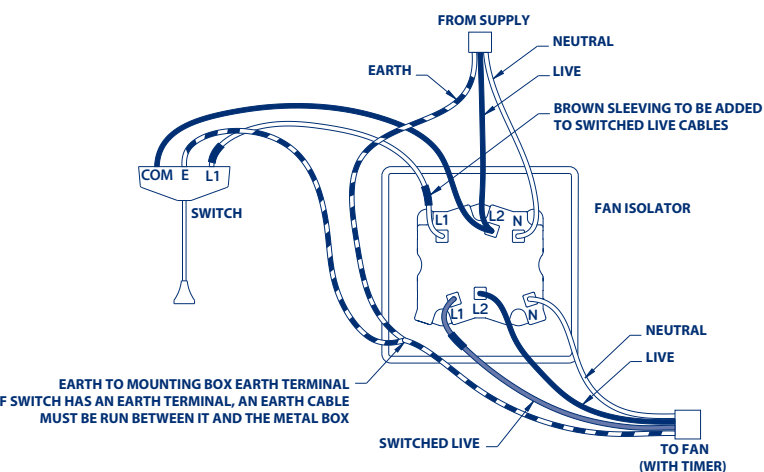 FROM SUPPLY
NEUTRAL
EARTH
LIVE
BROWN SLEEVING TO BE ADDED
TO SWITCHED LIVE CABLES
COM E L1
SWITCH
FAN ISOLATOR
L1 L2 N
L1 L2 N
NEUTRAL
LIVE
EARTH TO MOUNTING BOX EARTH TERMINAL
F SWITCH HAS AN EARTH TERMINAL, AN EARTH CABLE
MUST BE RUN BETWEEN IT AND THE METAL BOX
SWITCHED LIVE
TO FAN
(WITH TIMER)